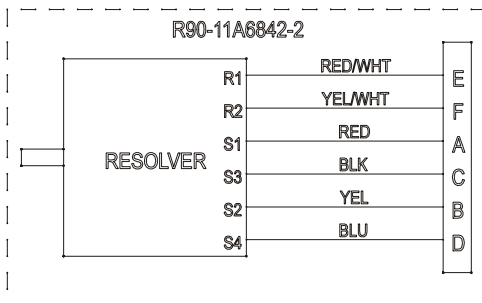 R90-11A6842-2
R1 RED/WHT E
R2 YEL/WHT F
S1 RED A
RESOLVER
S3 BLK C
S2 YEL B
S4 BLU D